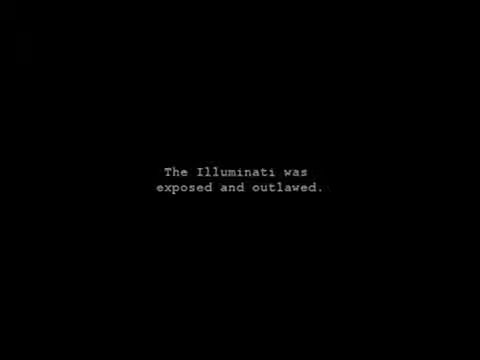 The Illuminati was
exposed and outlawed.